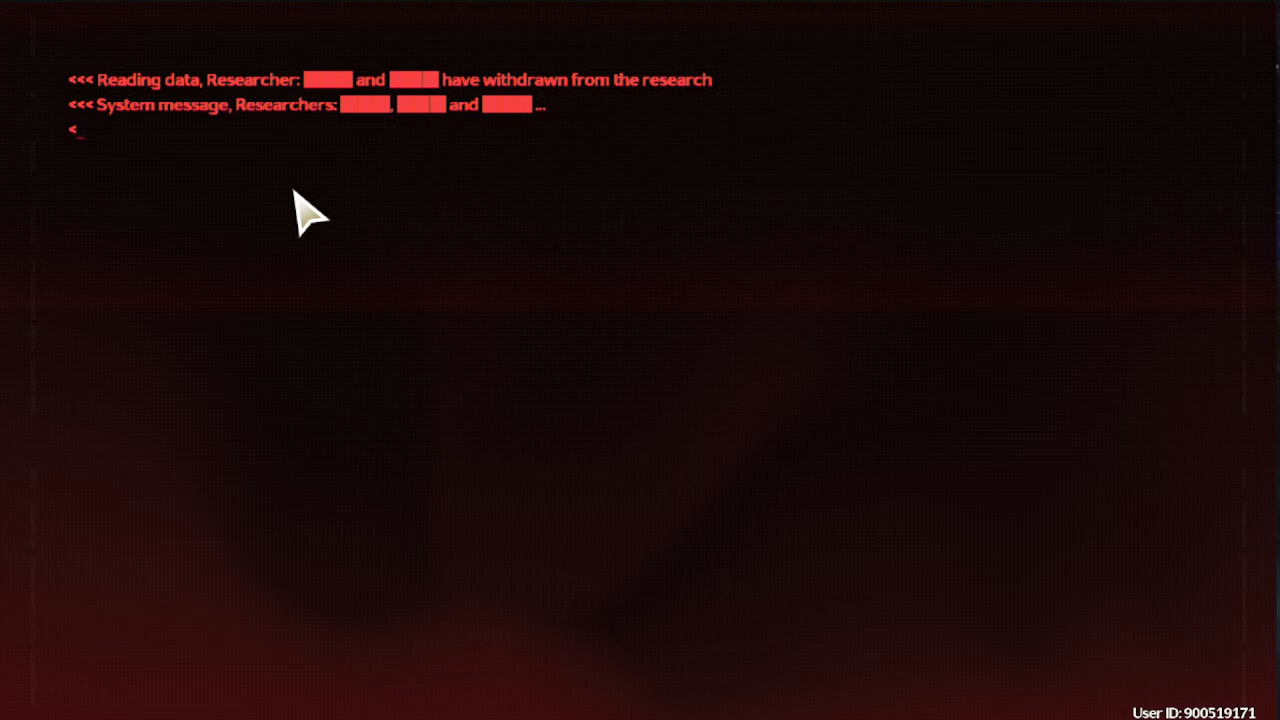 <<< Reading data, Researcher: █████ and █████ have withdrawn from the research
<<< System message, Researchers: █████, █████ and █████ ...
<_
User ID: 900519171